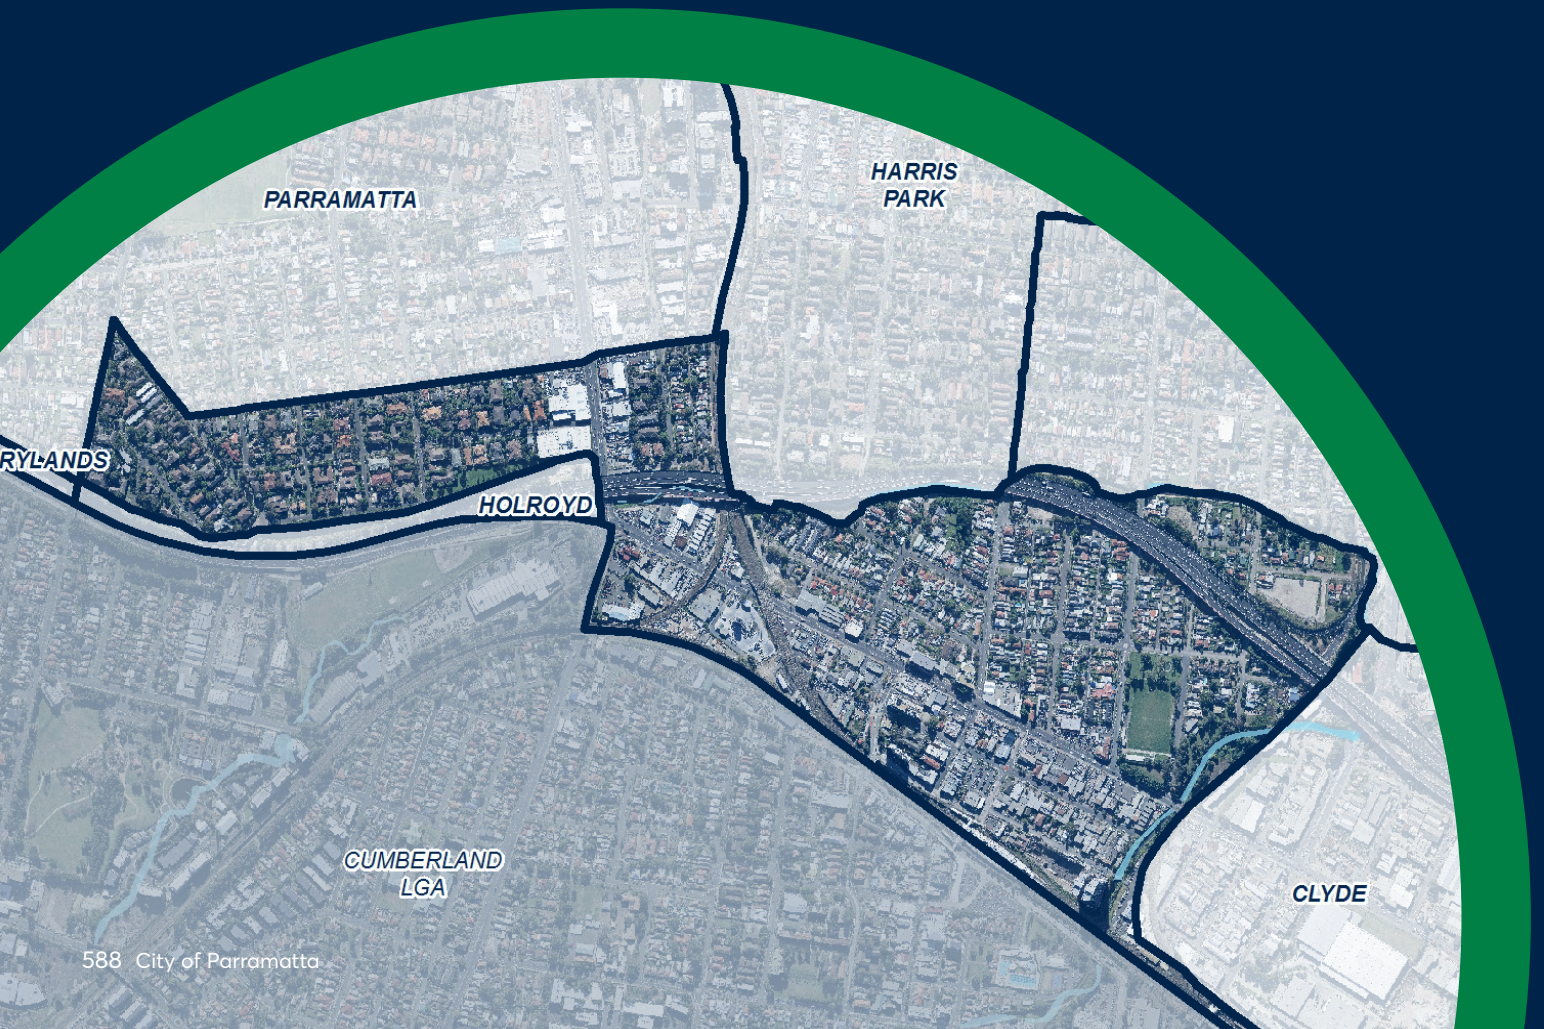 HARRIS
PARK
PARRAMATTA
RYLANDS
HOLROYD
CUMBERLAND
LGA
CLYDE
588 City of Parramatta